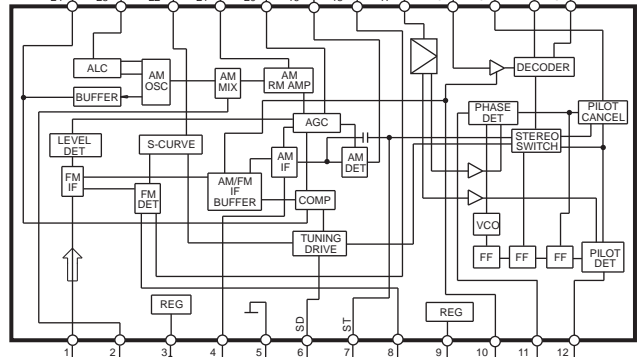 ALC
AM
OSC
BUFFER
AM
MIX
AM
RM AMP
DECODER
PHASE
DET
PILOT
CANCEL
AGC
STEREO
SWITCH
LEVEL
DET
S-CURVE
AM
IF
AM
DET
FM
IF
FM
DET
AM/FM
IF
BUFFER
COMP
VCO
TUNING
DRIVE
FF
FF
FF
PILOT
DET
REG
SD
ST
REG
1
2
3
4
5
6
7
8
9
10
11
12